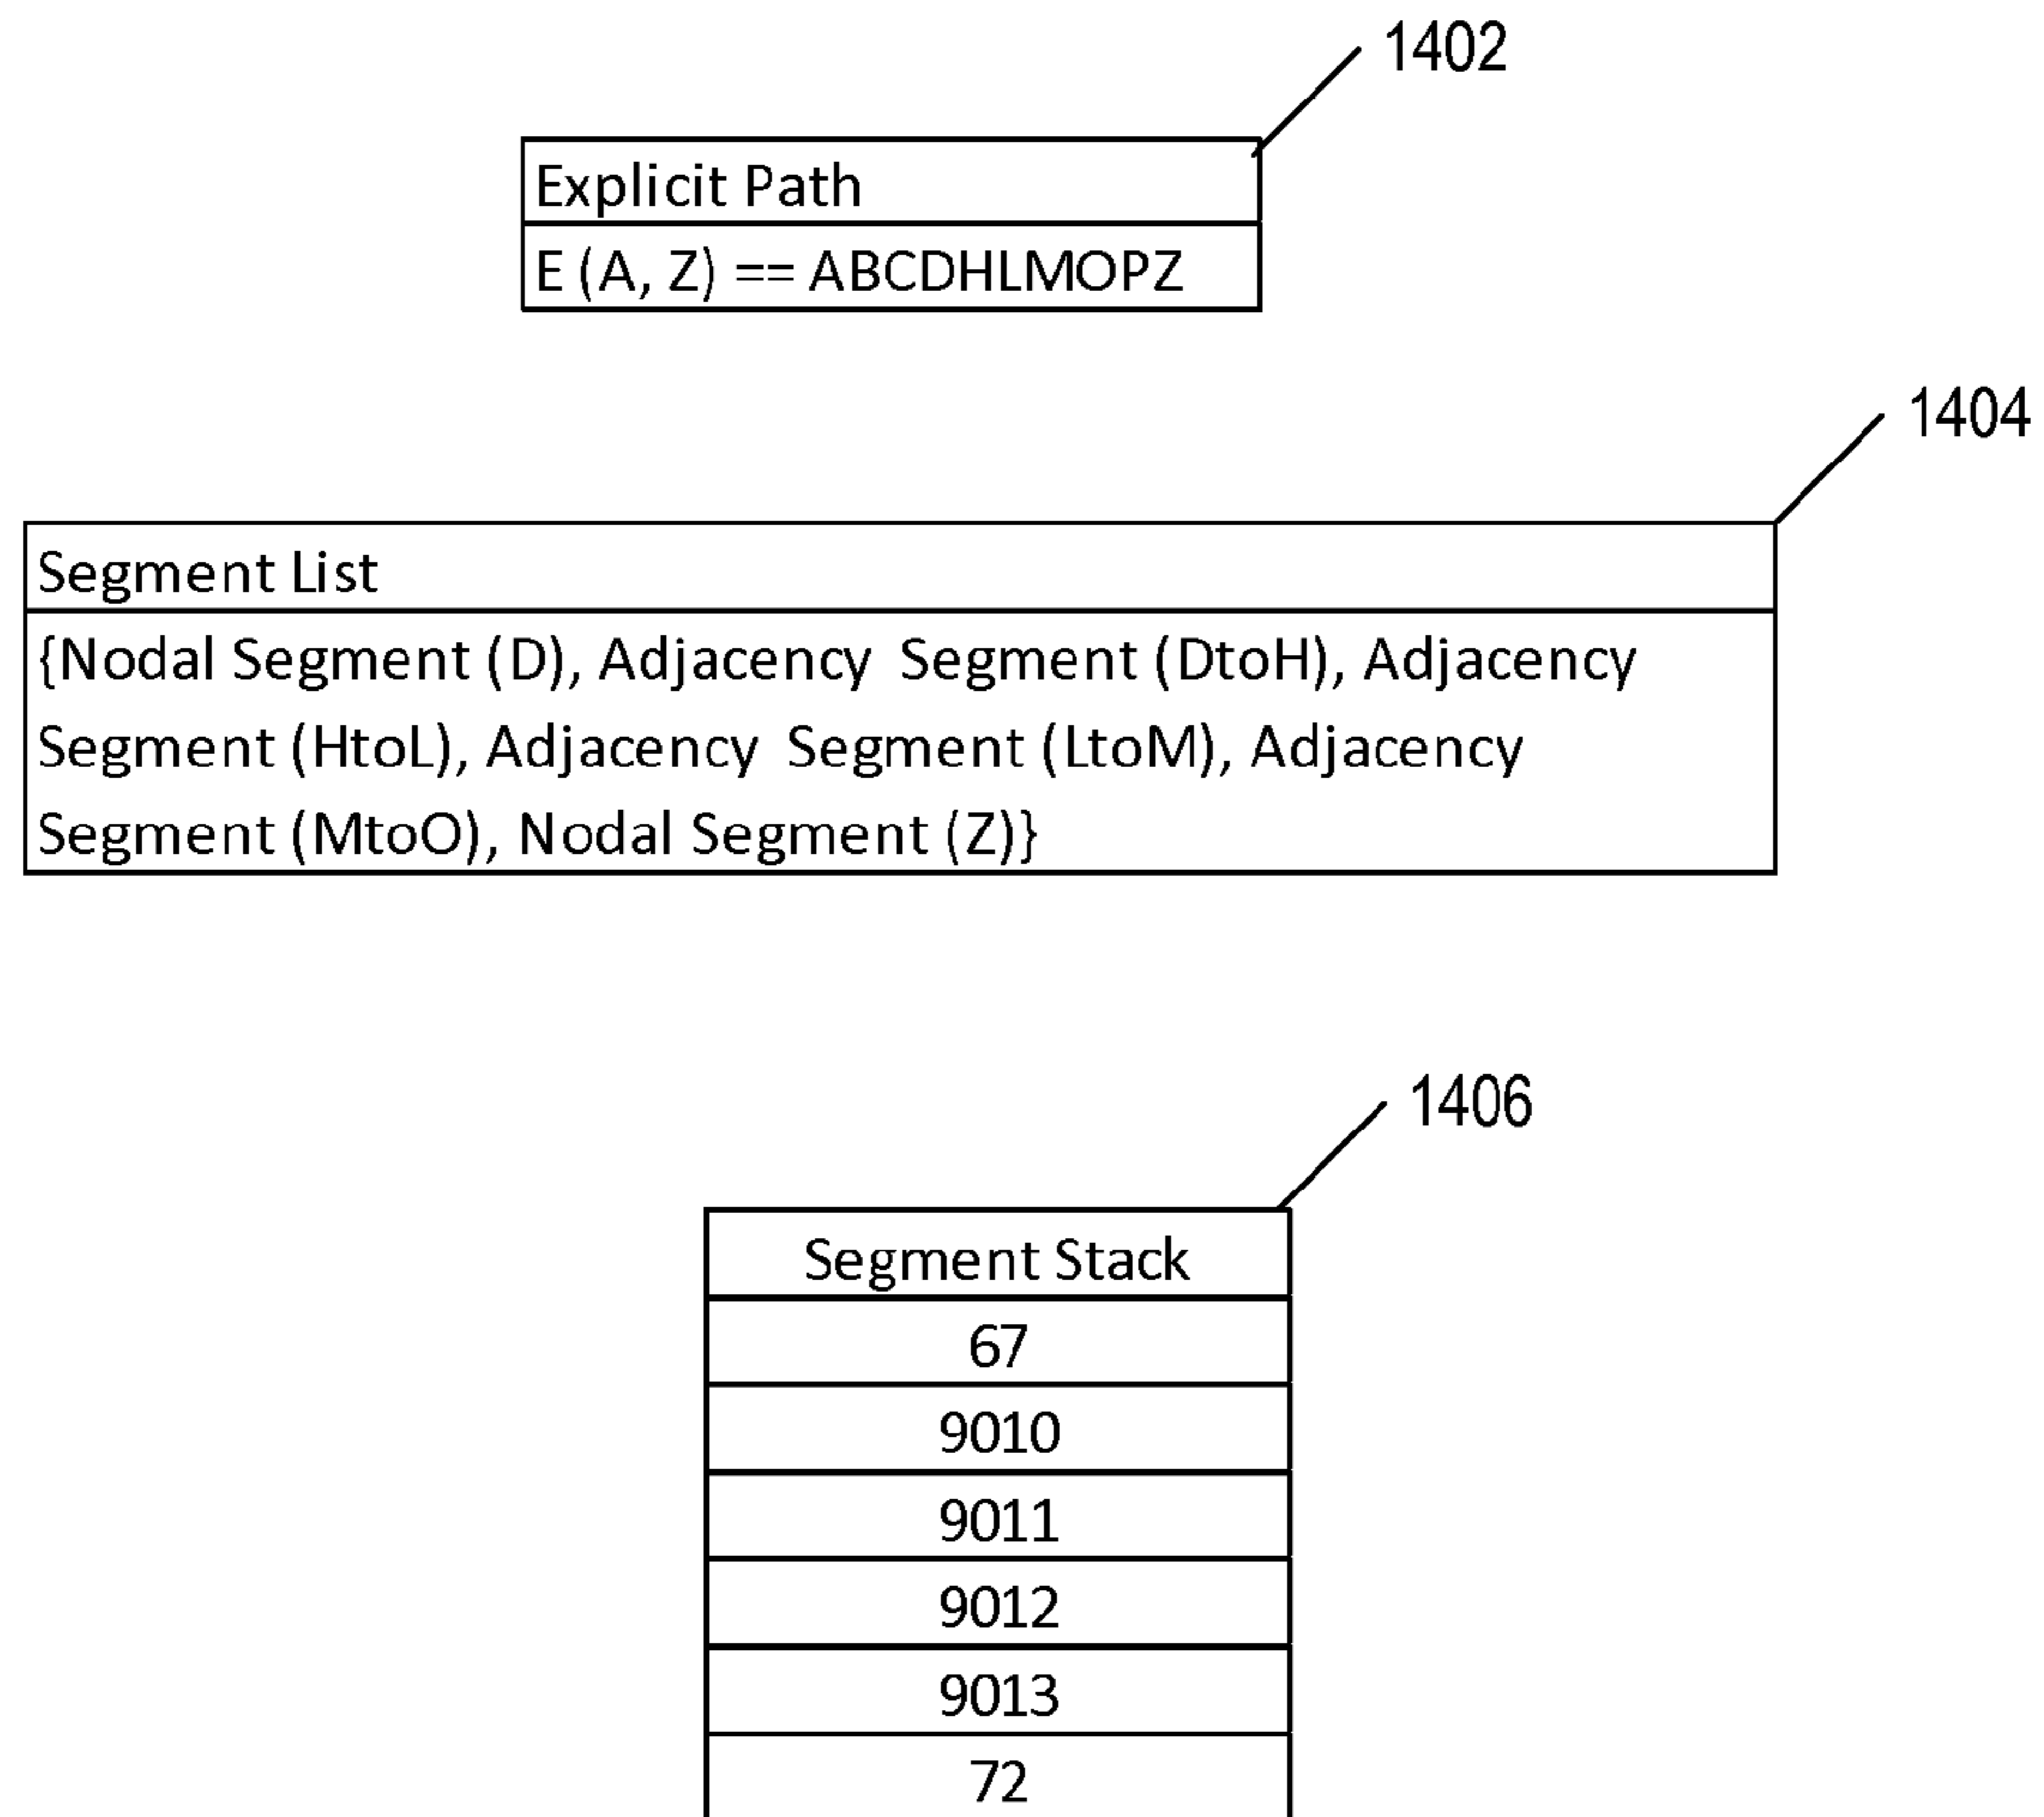 1402
Explicit Path
E (A, Z) == ABCDHLMOPZ
1404
Segment List
{Nodal Segment (D), Adjacency Segment (DtoH), Adjacency
Segment (HtoL), Adjacency Segment (LtoM), Adjacency
Segment (MtoO), Nodal Segment (Z)}
1406
Segment Stack
67
9010
9011
9012
9013
72